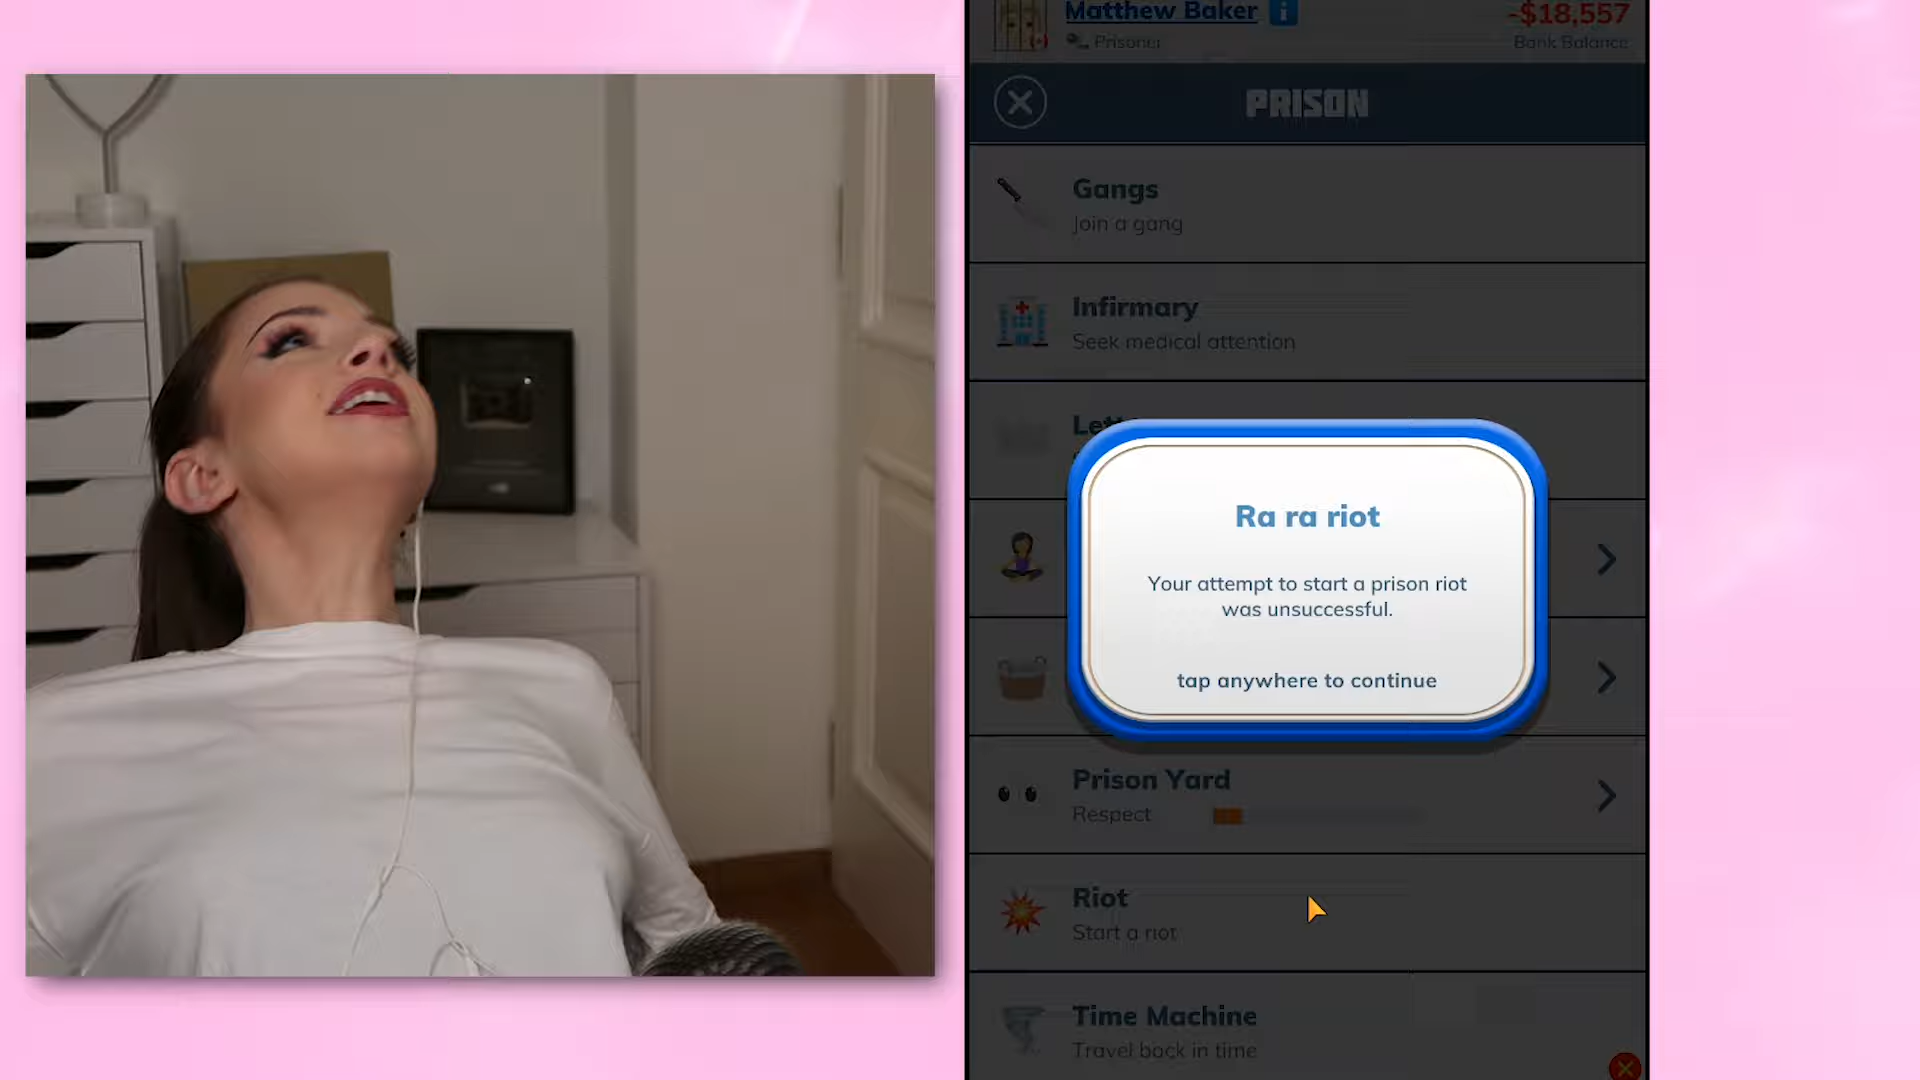 Matthew Baker
-$18,557
Prisoner
Bank Balance
PRISON
Gangs
Join a gang
Infirmary
Seek medical attention
Ra ra riot
Your attempt to start a prison riot
was unsuccessful.
tap anywhere to continue
Prison Yard
Respect
Riot
Start a riot
Time Machine
Travel back in time